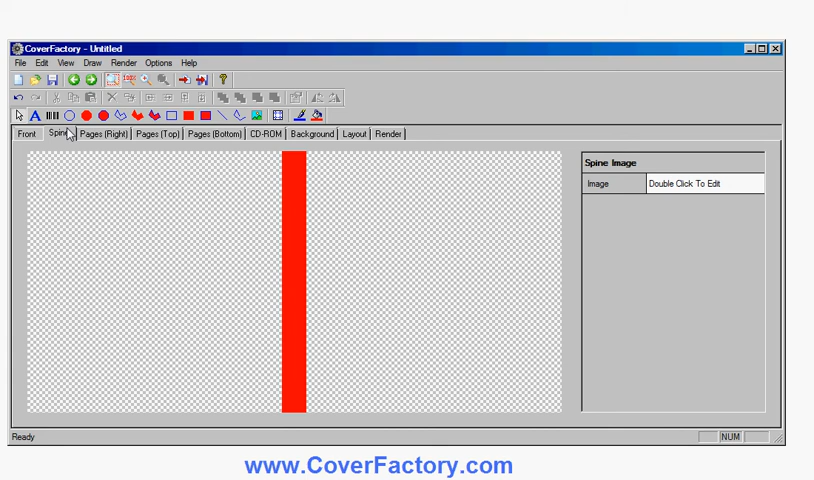 CoverFactory - Untitled
File Edit View Draw Render Options Help
100%
A
Front Spine Pages (Right) Pages (Top) Pages (Bottom) CD-ROM Background Layout Render
Spine Image
Image Double Click To Edit
Ready NUM
www.CoverFactory.com